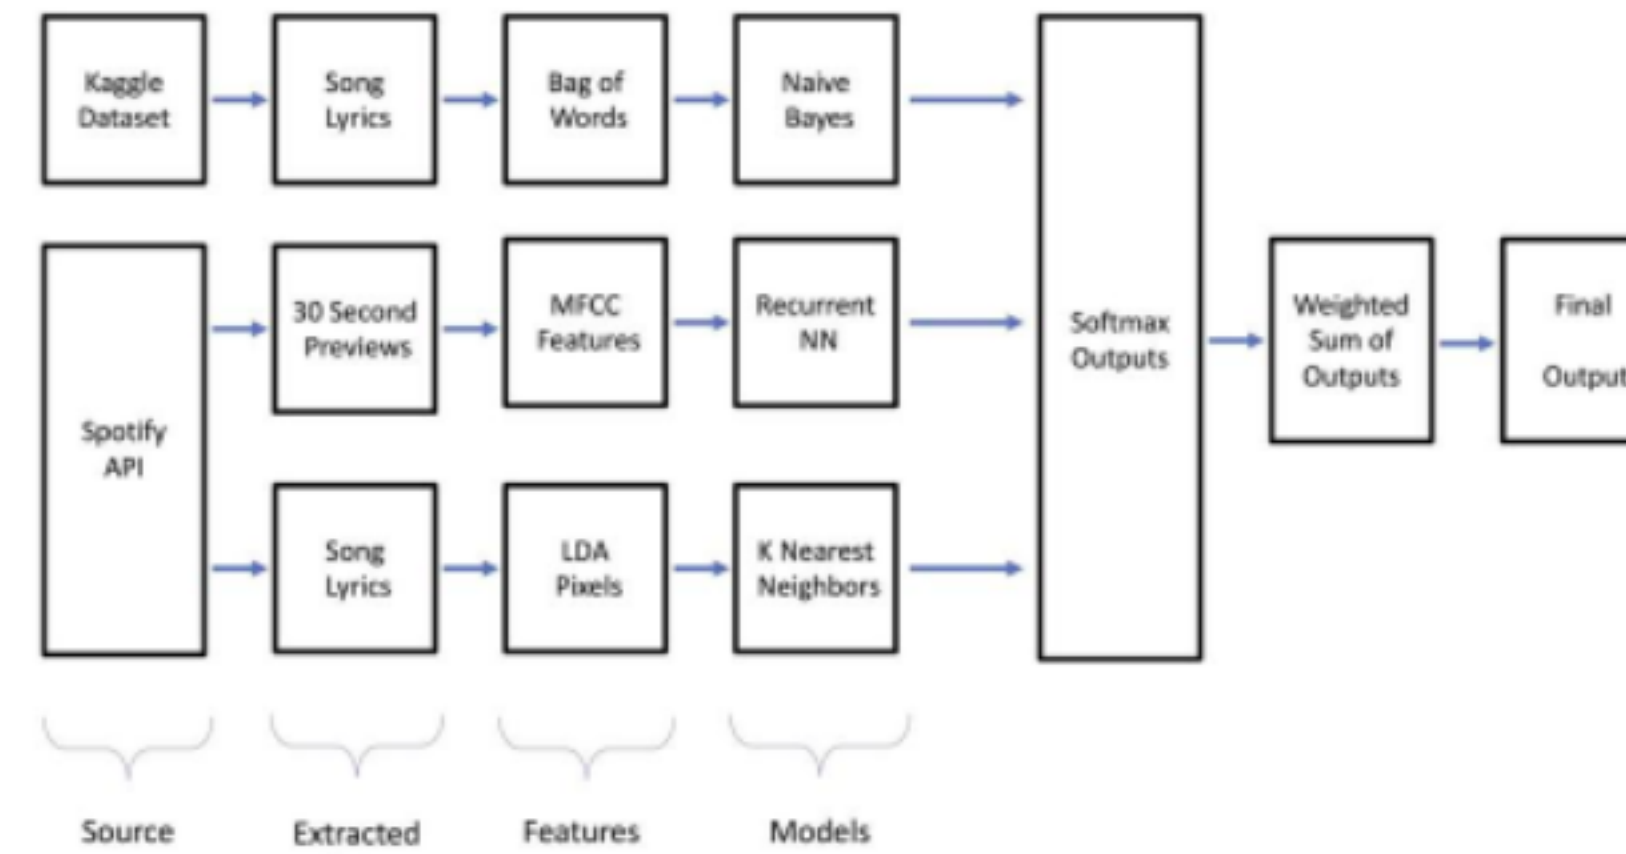 Kaggle
Dataset
Song
Lyrics
Bag of
Words
Naive
Bayes
Spotify
API
30 Second
Previews
MFCC
Features
Recurrent
NN
Song
Lyrics
LDA
Pixels
K Nearest
Neighbors
Softmax
Outputs
Weighted
Sum of
Outputs
Final
Output
Source
Extracted
Features
Models